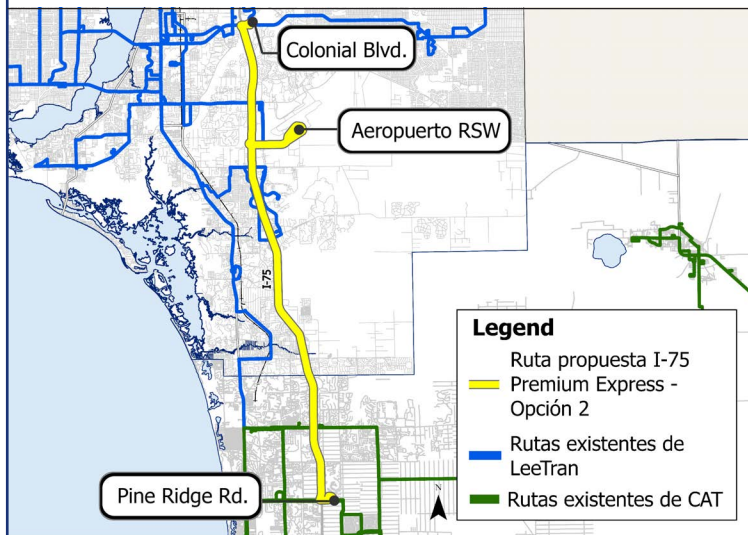 Colonial Blvd.
Aeropuerto RSW
I-75
Pine Ridge Rd.
N
Legend
Ruta propuesta I-75
Premium Express -
Opción 2
Rutas existentes de
LeeTran
Rutas existentes de CAT